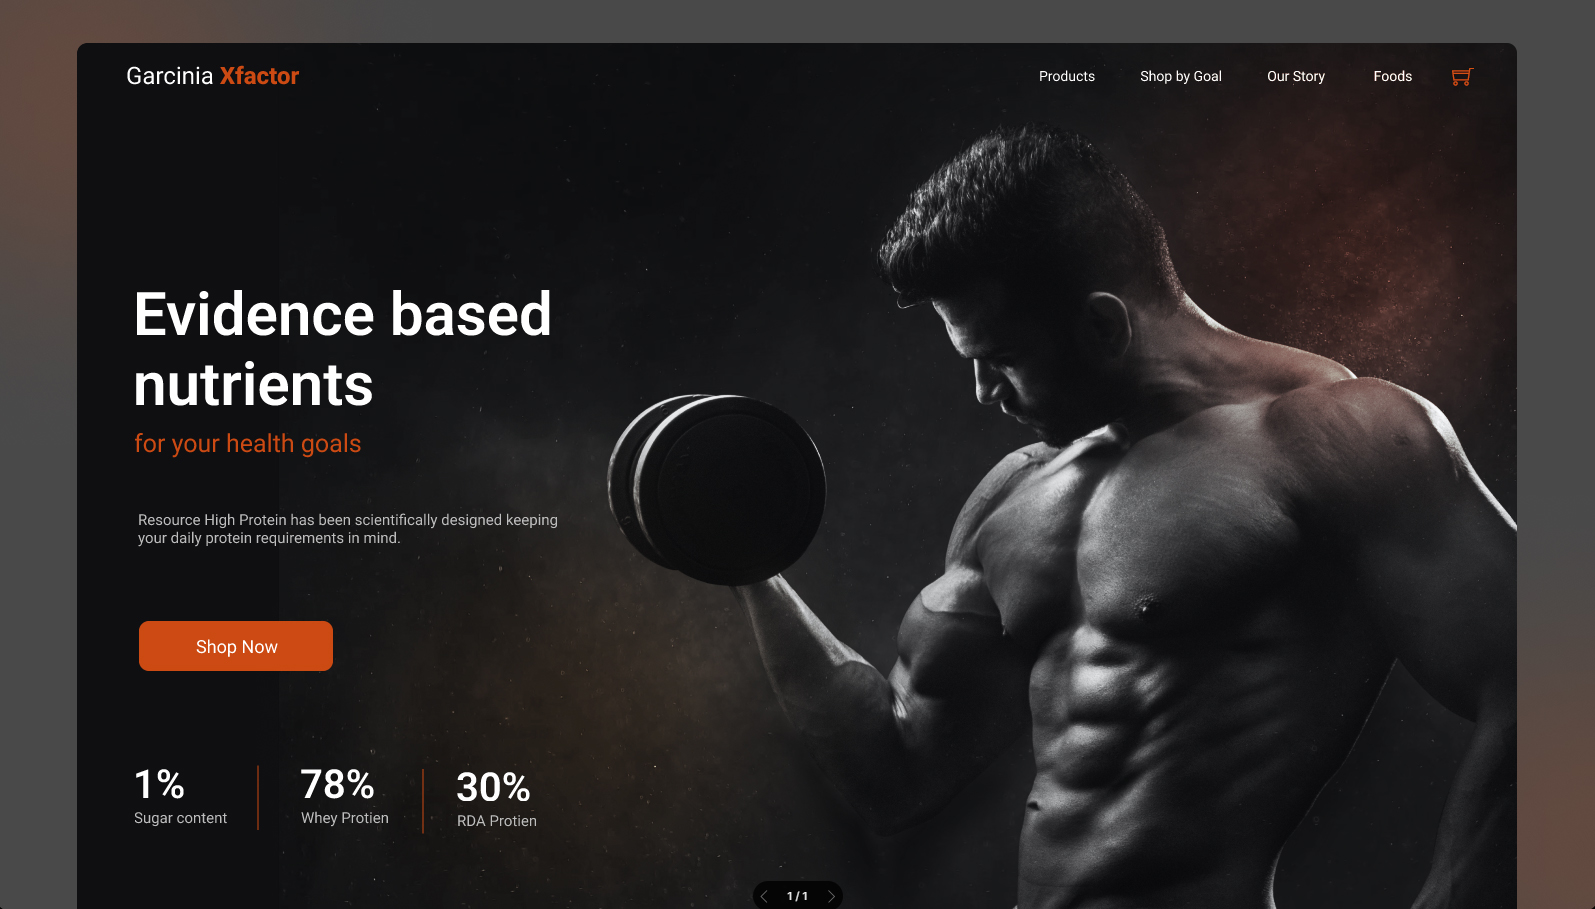 Garcinia Xfactor
Products
Shop by Goal
Our Story
Foods
Evidence based
nutrients
for your health goals
Resource High Protein has been scientifically designed keeping
your daily protein requirements in mind.
Shop Now
1%
Sugar content
78%
Whey Protien
30%
RDA Protien
1 / 1